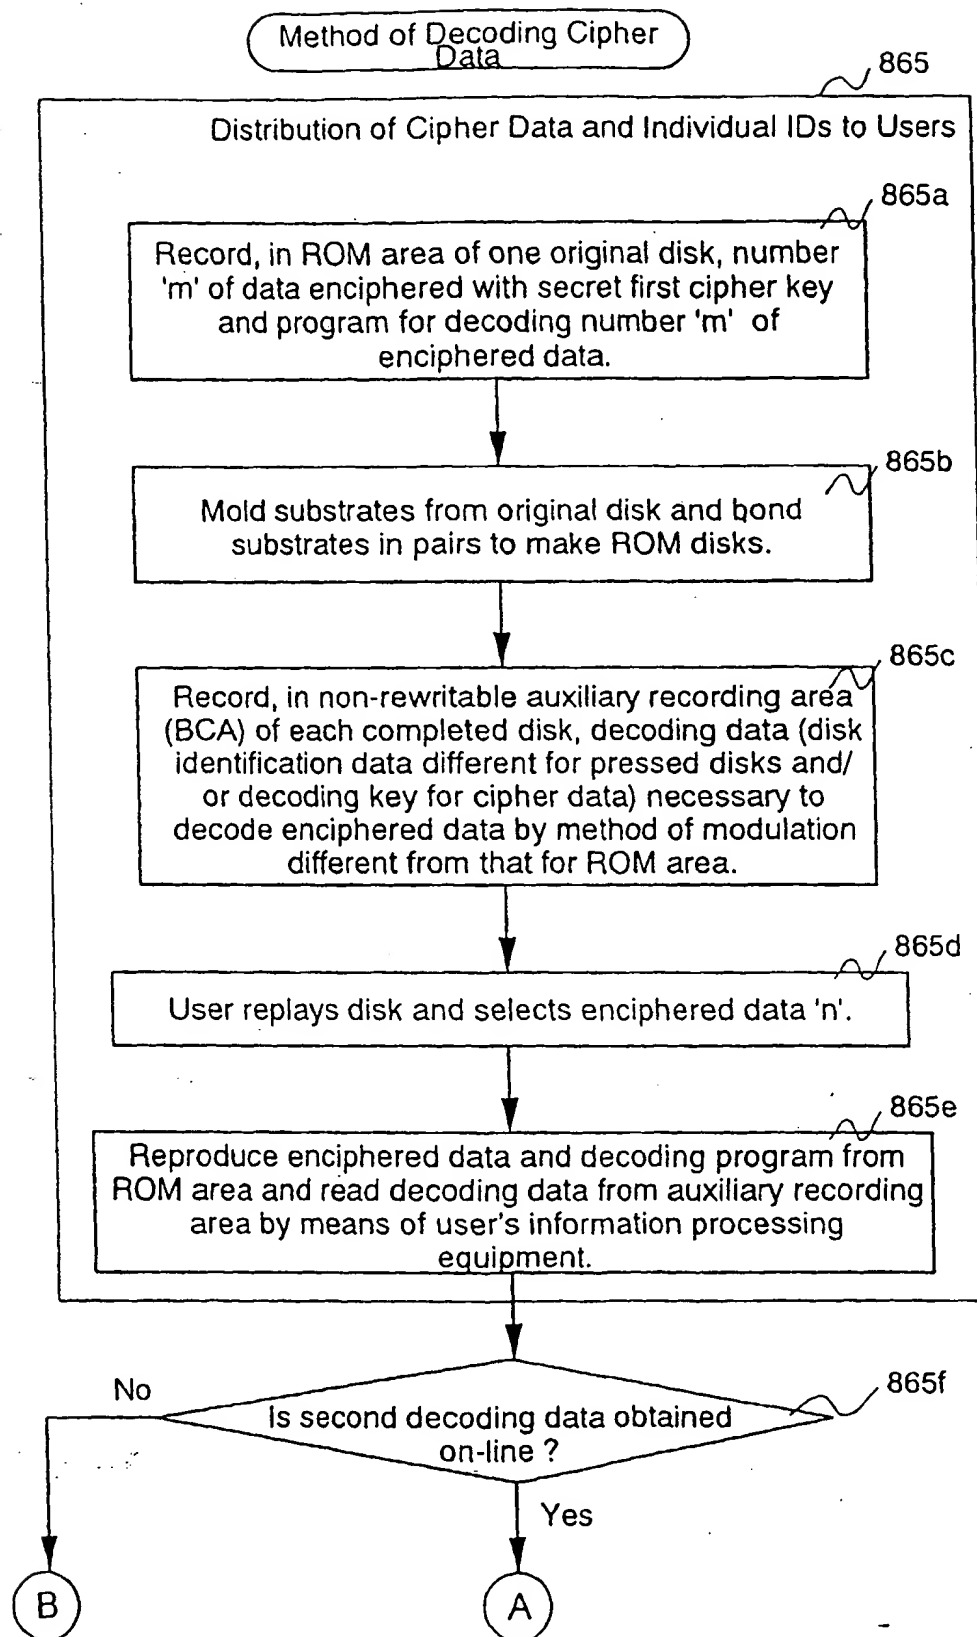 Method of Decoding Cipher
Data
865
Distribution of Cipher Data and Individual IDs to Users
865a
Record, in ROM area of one original disk, number
'm' of data enciphered with secret first cipher key
and program for decoding number 'm' of
enciphered data.
865b
Mold substrates from original disk and bond
substrates in pairs to make ROM disks.
865c
Record, in non-rewritable auxiliary recording area
(BCA) of each completed disk, decoding data (disk
identification data different for pressed disks and/
or decoding key for cipher data) necessary to
decode enciphered data by method of modulation
different from that for ROM area.
865d
User replays disk and selects enciphered data 'n'.
865e
Reproduce enciphered data and decoding program from
ROM area and read decoding data from auxiliary recording
area by means of user's information processing
equipment.
865f
No
Is second decoding data obtained
on-line ?
Yes
B
A